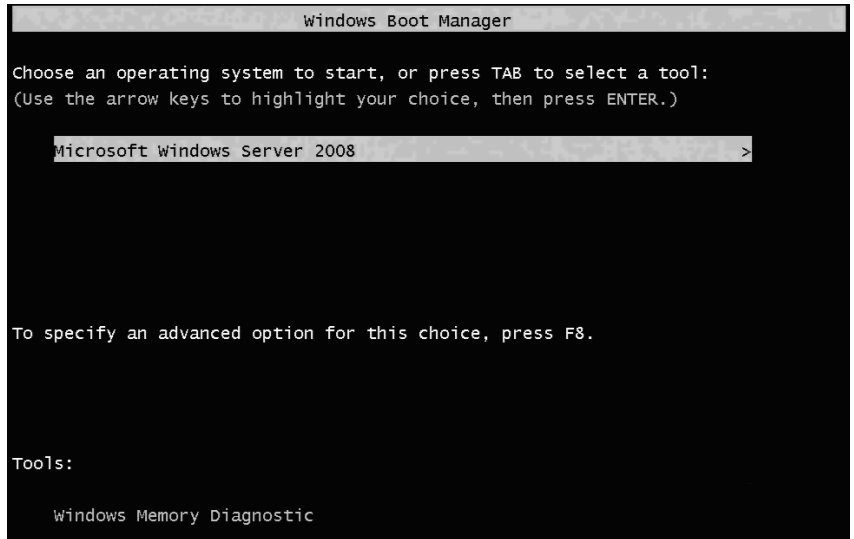 Windows Boot Manager
Choose an operating system to start, or press TAB to select a tool:
(Use the arrow keys to highlight your choice, then press ENTER.)
Microsoft Windows Server 2008 >
To specify an advanced option for this choice, press F8.
Tools:
Windows Memory Diagnostic